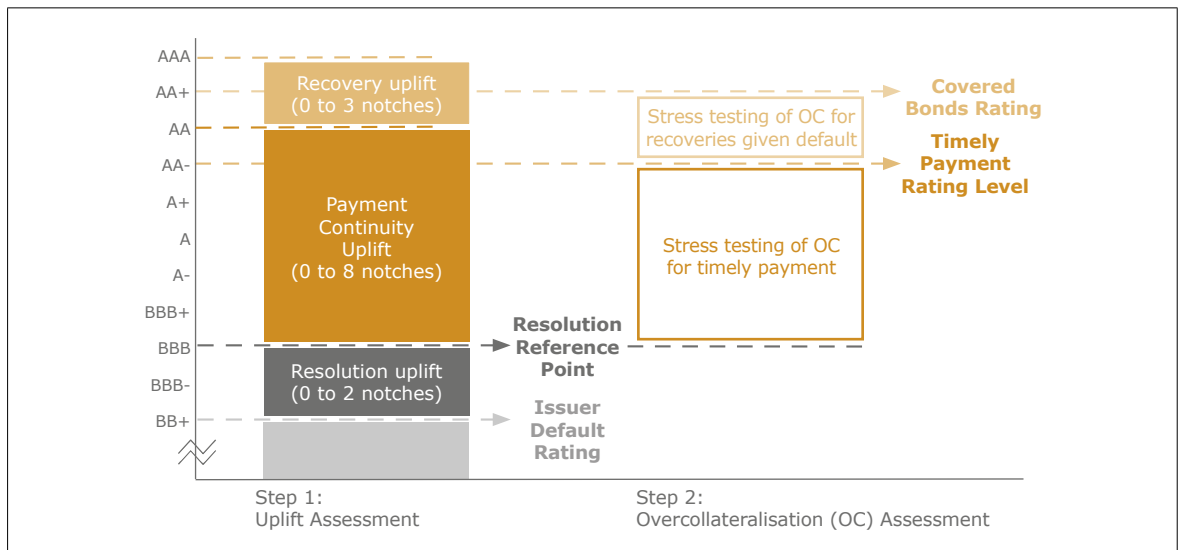 AAA
AA+
AA
AA-
A+
A
A-
BBB+
BBB
BBB-
BB+
Recovery uplift
(0 to 3 notches)
Payment
Continuity
Uplift
(0 to 8 notches)
Resolution uplift
(0 to 2 notches)
Resolution
Reference
Point
Issuer
Default
Rating
Stress testing of OC for
recoveries given default
Stress testing of OC
for timely payment
Covered
Bonds Rating
Timely
Payment
Rating Level
Step 1:
Uplift Assessment
Step 2:
Overcollateralisation (OC) Assessment